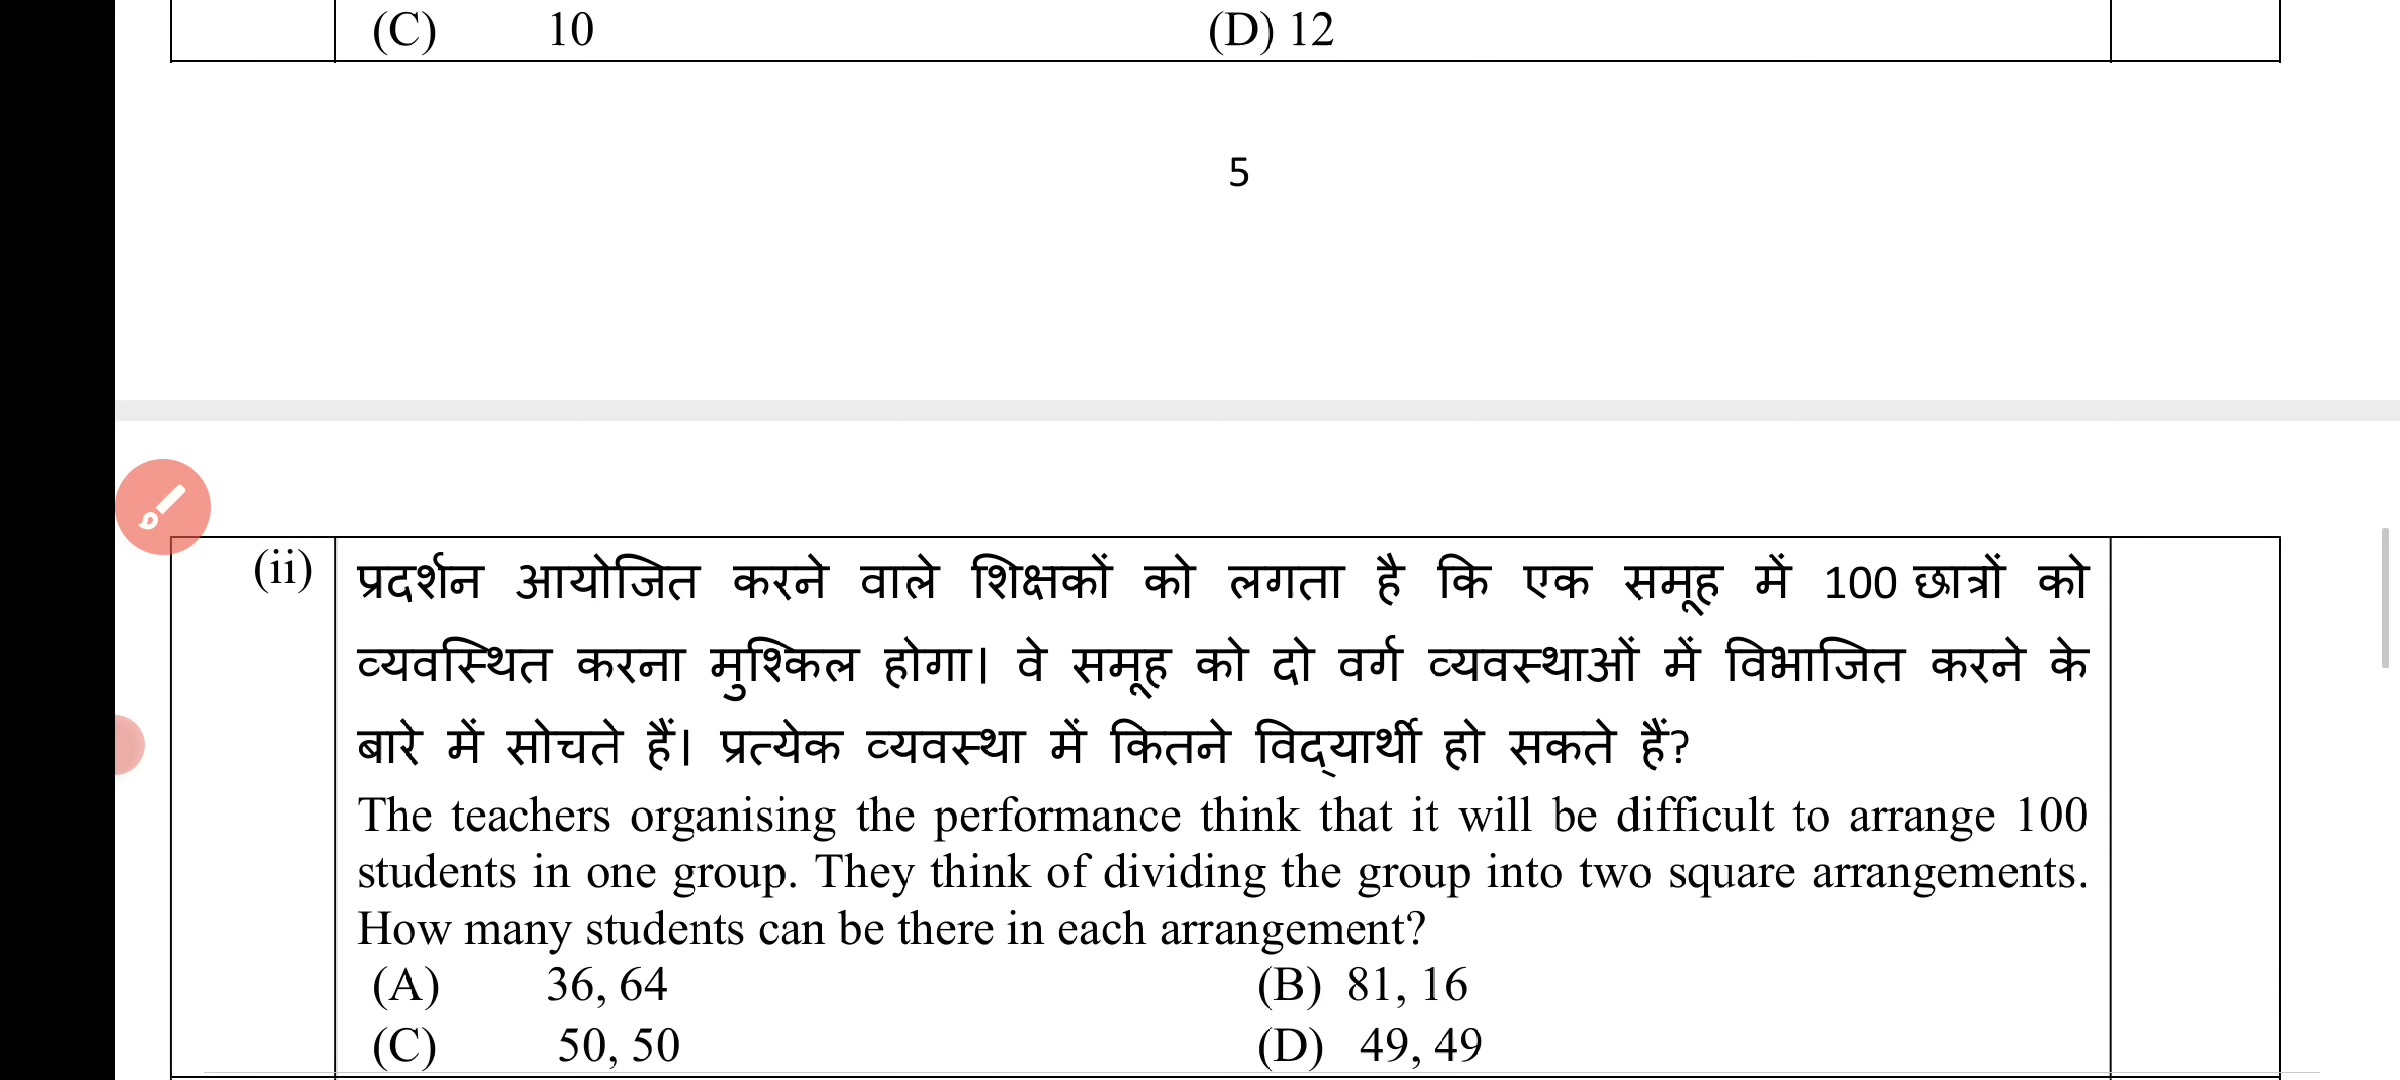 (C) 10 (D) 12
5
(ii) प्रदर्शन आयोजित करने वाले शिक्षकों को लगता है कि एक समूह में 100 छात्रों को
व्यवस्थित करना मुश्किल होगा। वे समूह को दो वर्ग व्यवस्थाओं में विभाजित करने के
बारे में सोचते हैं। प्रत्येक व्यवस्था में कितने विद्यार्थी हो सकते हैं?
The teachers organising the performance think that it will be difficult to arrange 100
students in one group. They think of dividing the group into two square arrangements.
How many students can be there in each arrangement?
(A) 36, 64 (B) 81, 16
(C) 50, 50 (D) 49, 49